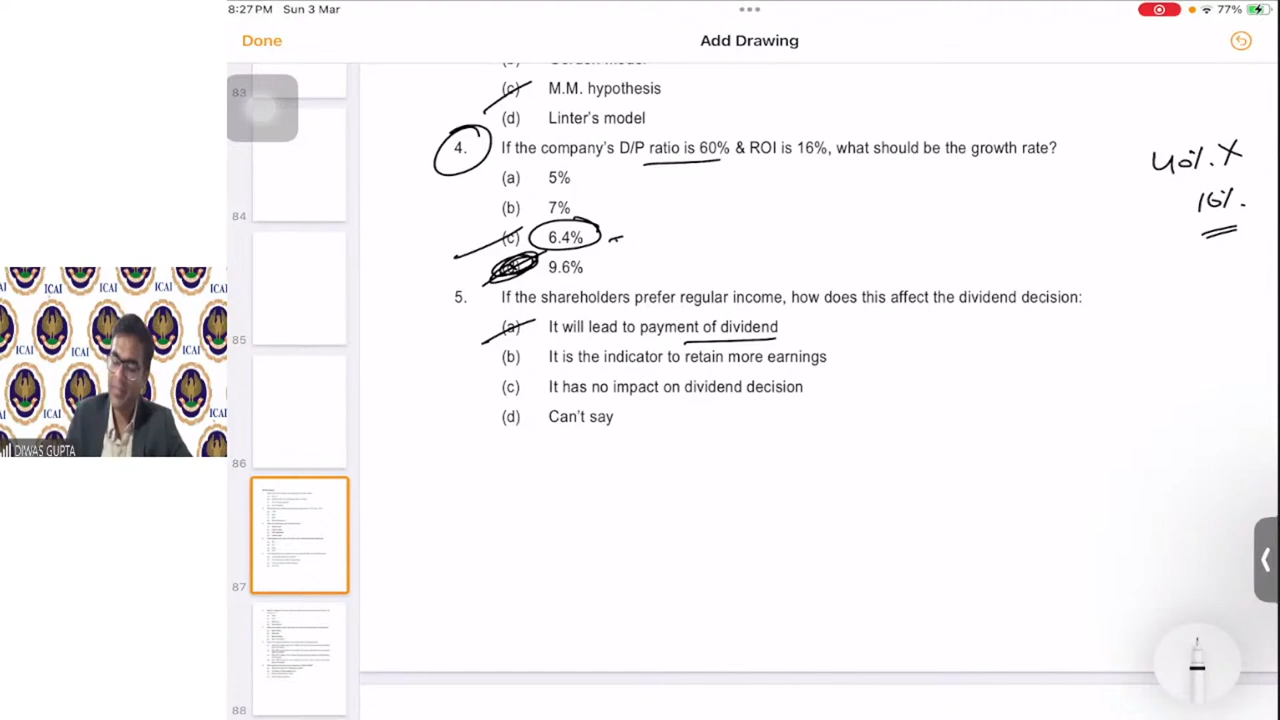 8:27 PM Sun 3 Mar
77%
Done
Add Drawing
83
84
85
86
87
88
(c) M.M. hypothesis
(d) Linter's model
4. If the company's D/P ratio is 60% & ROI is 16%, what should be the growth rate?
(a) 5%
(b) 7%
(c) 6.4%
9.6%
40% X
16%.
5. If the shareholders prefer regular income, how does this affect the dividend decision:
(a) It will lead to payment of dividend
(b) It is the indicator to retain more earnings
(c) It has no impact on dividend decision
(d) Can't say
ICAI
DIWAS GUPTA